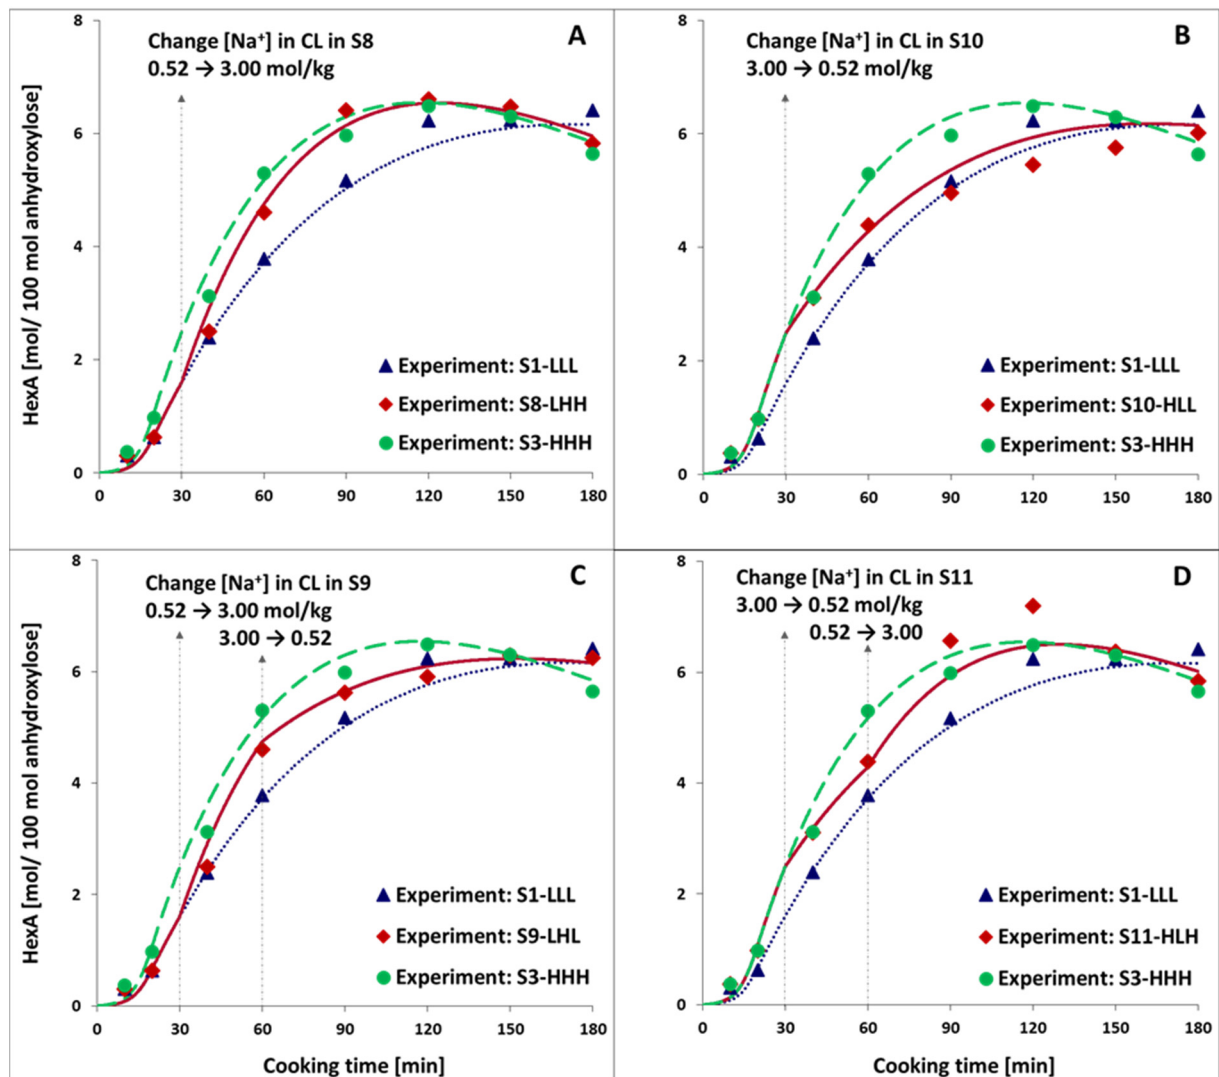 A
Change [Na⁺] in CL in S8
0.52 → 3.00 mol/kg
HexA [mol/ 100 mol anhydroxylose]
8
6
4
2
0
Experiment: S1-LLL
Experiment: S8-LHH
Experiment: S3-HHH
0 30 60 90 120 150 180
B
Change [Na⁺] in CL in S10
3.00 → 0.52 mol/kg
8
6
4
2
0
Experiment: S1-LLL
Experiment: S10-HLL
Experiment: S3-HHH
0 30 60 90 120 150 180
C
Change [Na⁺] in CL in S9
0.52 → 3.00 mol/kg
3.00 → 0.52
HexA [mol/ 100 mol anhydroxylose]
8
6
4
2
0
Experiment: S1-LLL
Experiment: S9-LHL
Experiment: S3-HHH
0 30 60 90 120 150 180
Cooking time [min]
D
Change [Na⁺] in CL in S11
3.00 → 0.52 mol/kg
0.52 → 3.00
8
6
4
2
0
Experiment: S1-LLL
Experiment: S11-HLH
Experiment: S3-HHH
0 30 60 90 120 150 180
Cooking time [min]